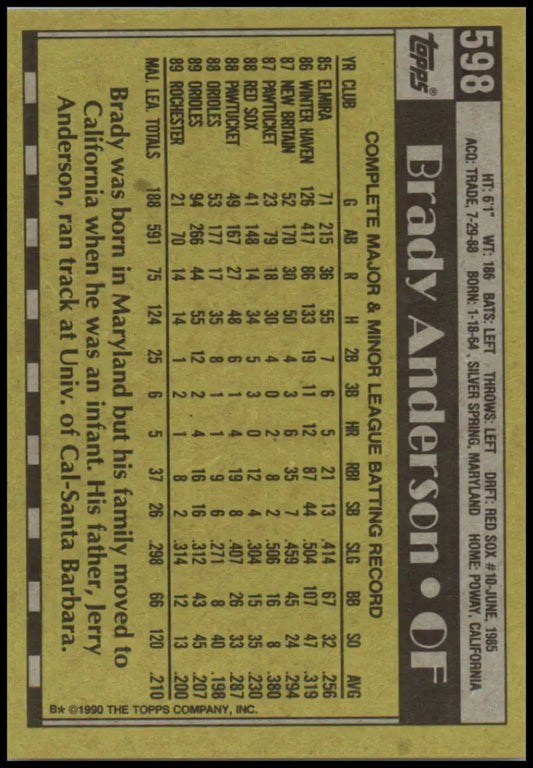 598
HT: 6'1" WT: 186 BATS: LEFT THROWS: LEFT DRFT: RED SOX #10-JUNE, 1985
ACQ: TRADE, 7-29-88 BORN: 1-18-64, SILVER SPRING, MARYLAND HOME: POWAY, CALIFORNIA
topps®
Brady Anderson • OF
COMPLETE MAJOR & MINOR LEAGUE BATTING RECORD
YR CLUB G AB R H 2B 3B HR RBI SB SLG BB SO AVG
85 ELMIRA 71 215 36 55 7 6 5 21 13 .414 67 32 .256
86 WINTER HAVEN 126 417 86 133 19 11 12 87 44 .504 107 47 .319
87 NEW BRITAIN 52 170 30 50 4 3 6 35 7 .459 45 24 .294
87 PAWTUCKET 23 79 18 30 4 0 2 8 2 .506 16 8 .380
88 RED SOX 41 148 14 34 5 3 0 12 4 .304 15 35 .230
88 PAWTUCKET 49 167 27 48 6 1 4 19 8 .407 26 33 .287
88 ORIOLES 53 177 17 35 8 1 1 9 6 .271 8 40 .198
89 ORIOLES 94 266 44 55 12 2 4 16 16 .312 43 45 .207
89 ROCHESTER 21 70 14 14 1 2 1 8 2 .314 12 13 .200
MAJ. LEA. TOTALS 188 591 75 124 25 6 5 37 26 .298 66 120 .210
Brady was born in Maryland but his family moved to
California when he was an infant. His father, Jerry
Anderson, ran track at Univ. of Cal-Santa Barbara.
B* ©1990 THE TOPPS COMPANY, INC.